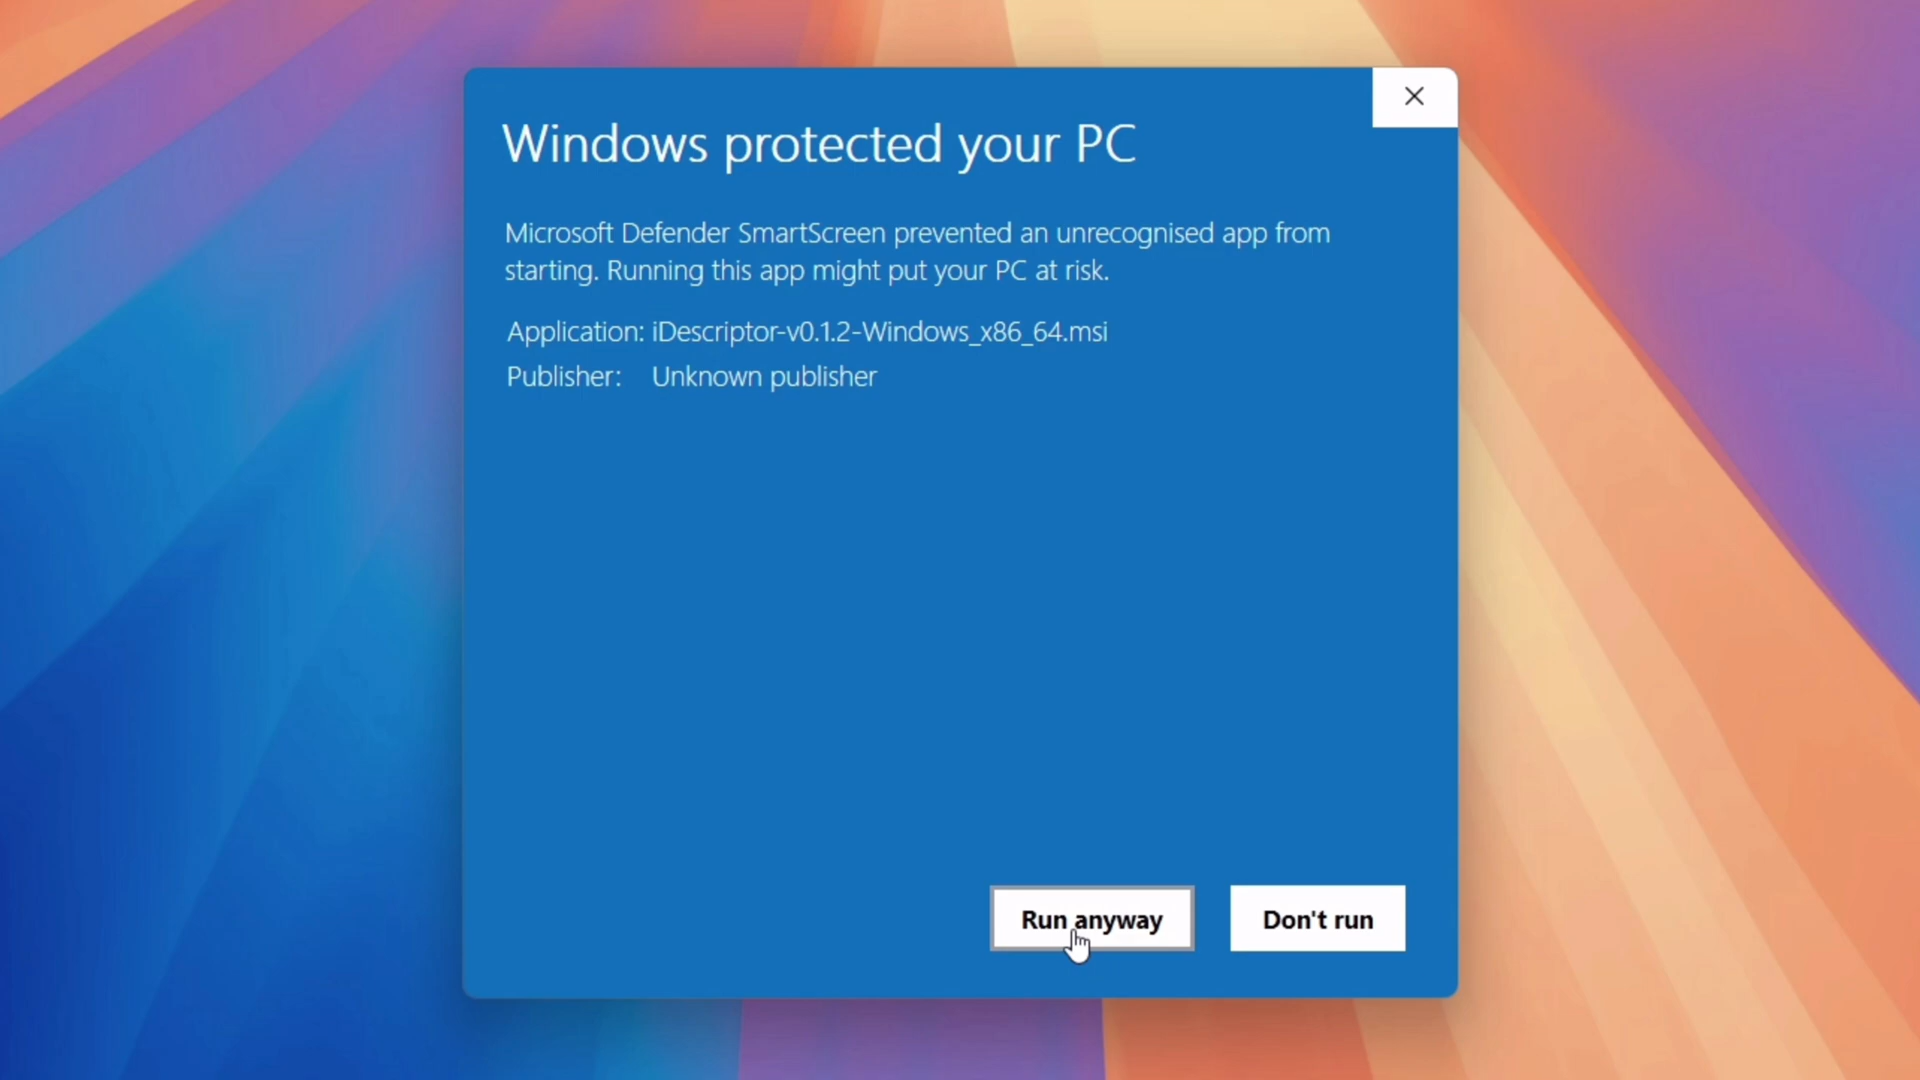 Windows protected your PC
Microsoft Defender SmartScreen prevented an unrecognised app from
starting. Running this app might put your PC at risk.
Application: iDescriptor-v0.1.2-Windows_x86_64.msi
Publisher: Unknown publisher
Run anyway
Don't run